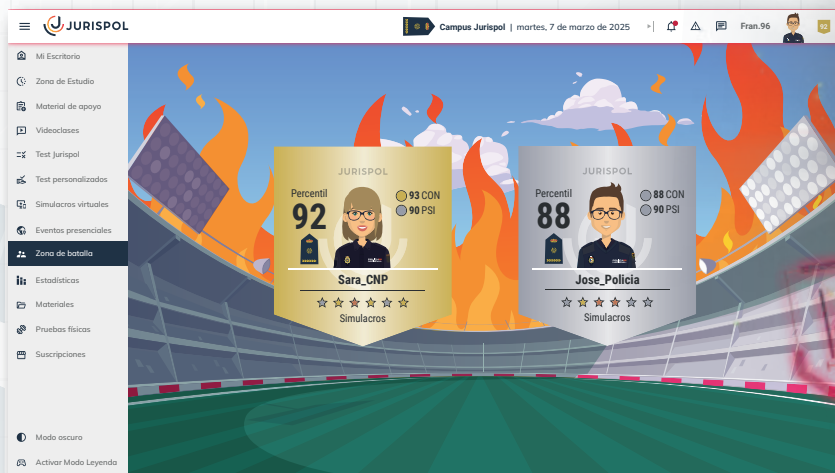 JURISPOL
Campus Jurispol | martes, 7 de marzo de 2025
Fran.96
92
Mi Escritorio
Zona de Estudio
Material de apoyo
Videoclases
Test Jurispol
Test personalizados
Simulacros virtuales
Eventos presenciales
Zona de batalla
Estadísticas
Materiales
Pruebas físicas
Suscripciones
Modo oscuro
Activar Modo Leyenda
JURISPOL
Percentil
92
93 CON
90 PSI
Sara_CNP
Simulacros
JURISPOL
Percentil
88
88 CON
90 PSI
Jose_Policia
Simulacros